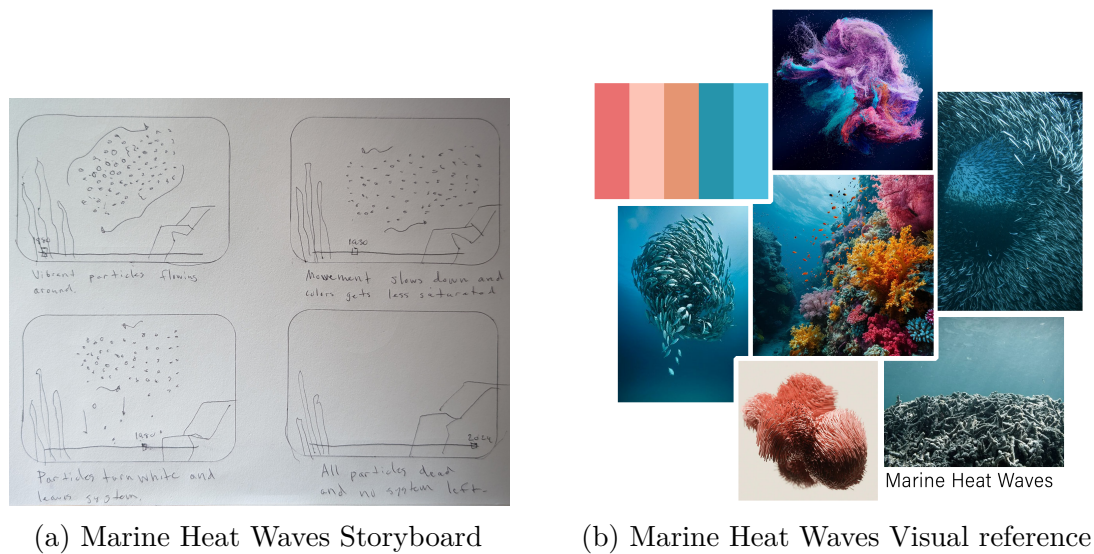 1930
Vibrant particles flowing
around.
Movement slows down and
colors gets less saturated
1980
Particles turn white and
leave system.
2024
All particles dead
and no system left.
Marine Heat Waves
(a) Marine Heat Waves Storyboard
(b) Marine Heat Waves Visual reference